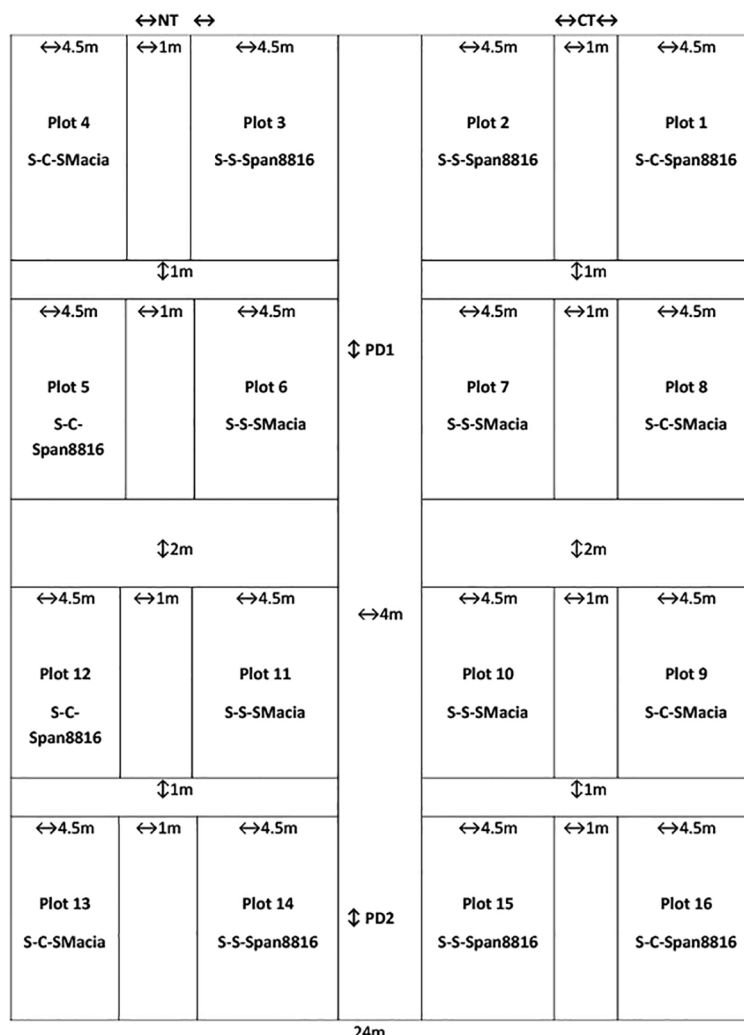 ↔NT ↔ ↔CT↔
↔4.5m ↔1m ↔4.5m ↔4.5m ↔1m ↔4.5m
Plot 4 Plot 3 Plot 2 Plot 1
S-C-SMacia S-S-Span8816 S-S-Span8816 S-C-Span8816
↕1m ↕1m
↔4.5m ↔1m ↔4.5m ↔4.5m ↔1m ↔4.5m
↕ PD1
Plot 5 Plot 6 Plot 7 Plot 8
S-C- S-S-SMacia S-S-SMacia S-C-SMacia
Span8816
↕2m ↕2m
↔4.5m ↔1m ↔4.5m ↔4.5m ↔1m ↔4.5m
↔4m
Plot 12 Plot 11 Plot 10 Plot 9
S-C- S-S-SMacia S-S-SMacia S-C-SMacia
Span8816
↕1m ↕1m
↔4.5m ↔1m ↔4.5m ↔4.5m ↔1m ↔4.5m
Plot 13 Plot 14 Plot 15 Plot 16
↕ PD2
S-C-SMacia S-S-Span8816 S-S-Span8816 S-C-Span8816
24m